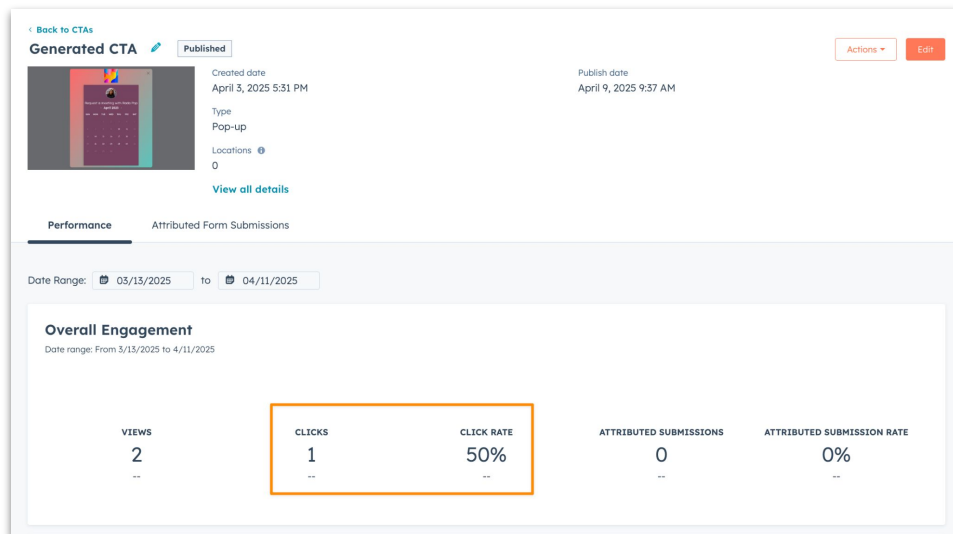 < Back to CTAs
Generated CTA
Published
Actions
Edit
Created date
April 3, 2025 5:31 PM
Publish date
April 9, 2025 9:37 AM
Type
Pop-up
Locations
0
View all details
Performance
Attributed Form Submissions
Date Range: 03/13/2025 to 04/11/2025
Overall Engagement
Date range: From 3/13/2025 to 4/11/2025
VIEWS
2
--
CLICKS
1
--
CLICK RATE
50%
--
ATTRIBUTED SUBMISSIONS
0
--
ATTRIBUTED SUBMISSION RATE
0%
--